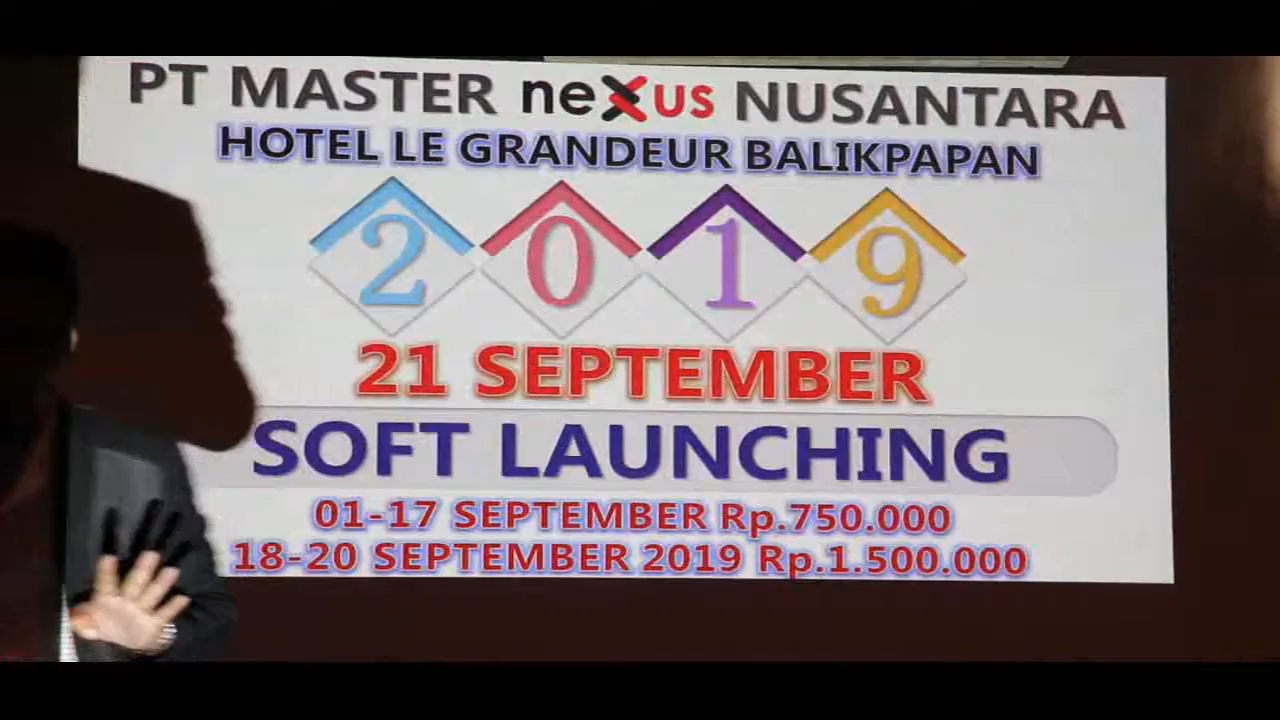 PT MASTER neXus NUSANTARA
HOTEL LE GRANDEUR BALIKPAPAN
2019
21 SEPTEMBER
SOFT LAUNCHING
01-17 SEPTEMBER Rp.750.000
18-20 SEPTEMBER 2019 Rp.1.500.000